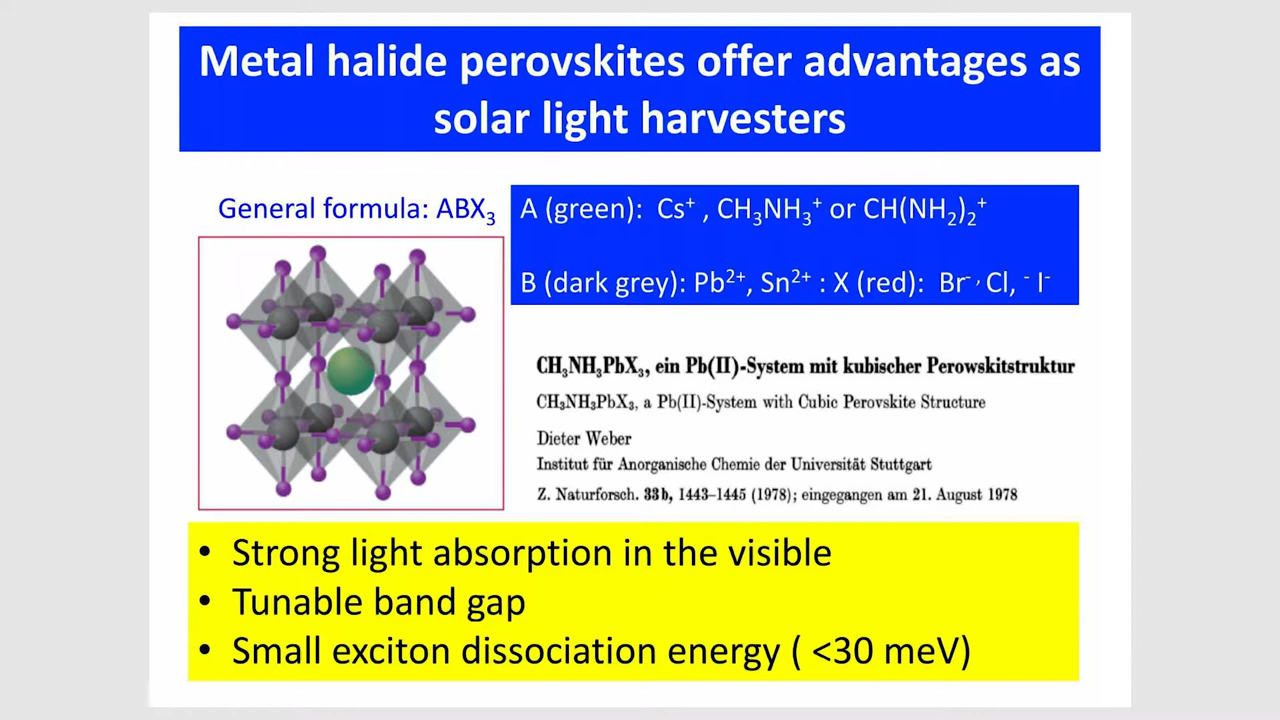 Metal halide perovskites offer advantages as
solar light harvesters
General formula: ABX₃
A (green): Cs⁺ , CH₃NH₃⁺ or CH(NH₂)₂⁺
B (dark grey): Pb²⁺, Sn²⁺ : X (red): Br⁻ ʼ Cl, ⁻ I⁻
CH₃NH₃PbX₃, ein Pb(II)-System mit kubischer Perowskitstruktur
CH₃NH₃PbX₃, a Pb(II)-System with Cubic Perovskite Structure
Dieter Weber
Institut für Anorganische Chemie der Universität Stuttgart
Z. Naturforsch. 33b, 1443–1445 (1978); eingegangen am 21. August 1978
• Strong light absorption in the visible
• Tunable band gap
• Small exciton dissociation energy ( <30 meV)